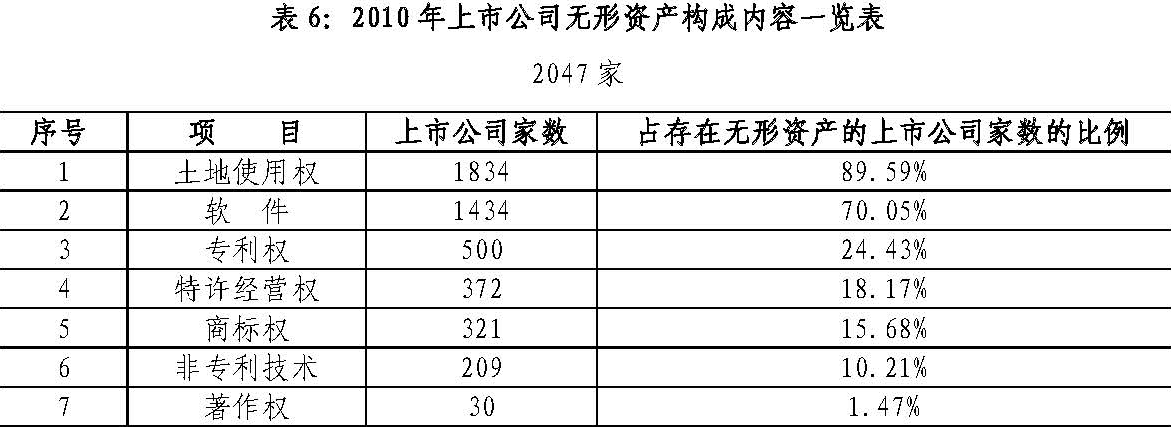 表 6：2010 年上市公司无形资产构成内容一览表
2047 家
序号 项 目 上市公司家数 占存在无形资产的上市公司家数的比例
1 土地使用权 1834 89.59%
2 软 件 1434 70.05%
3 专利权 500 24.43%
4 特许经营权 372 18.17%
5 商标权 321 15.68%
6 非专利技术 209 10.21%
7 著作权 30 1.47%